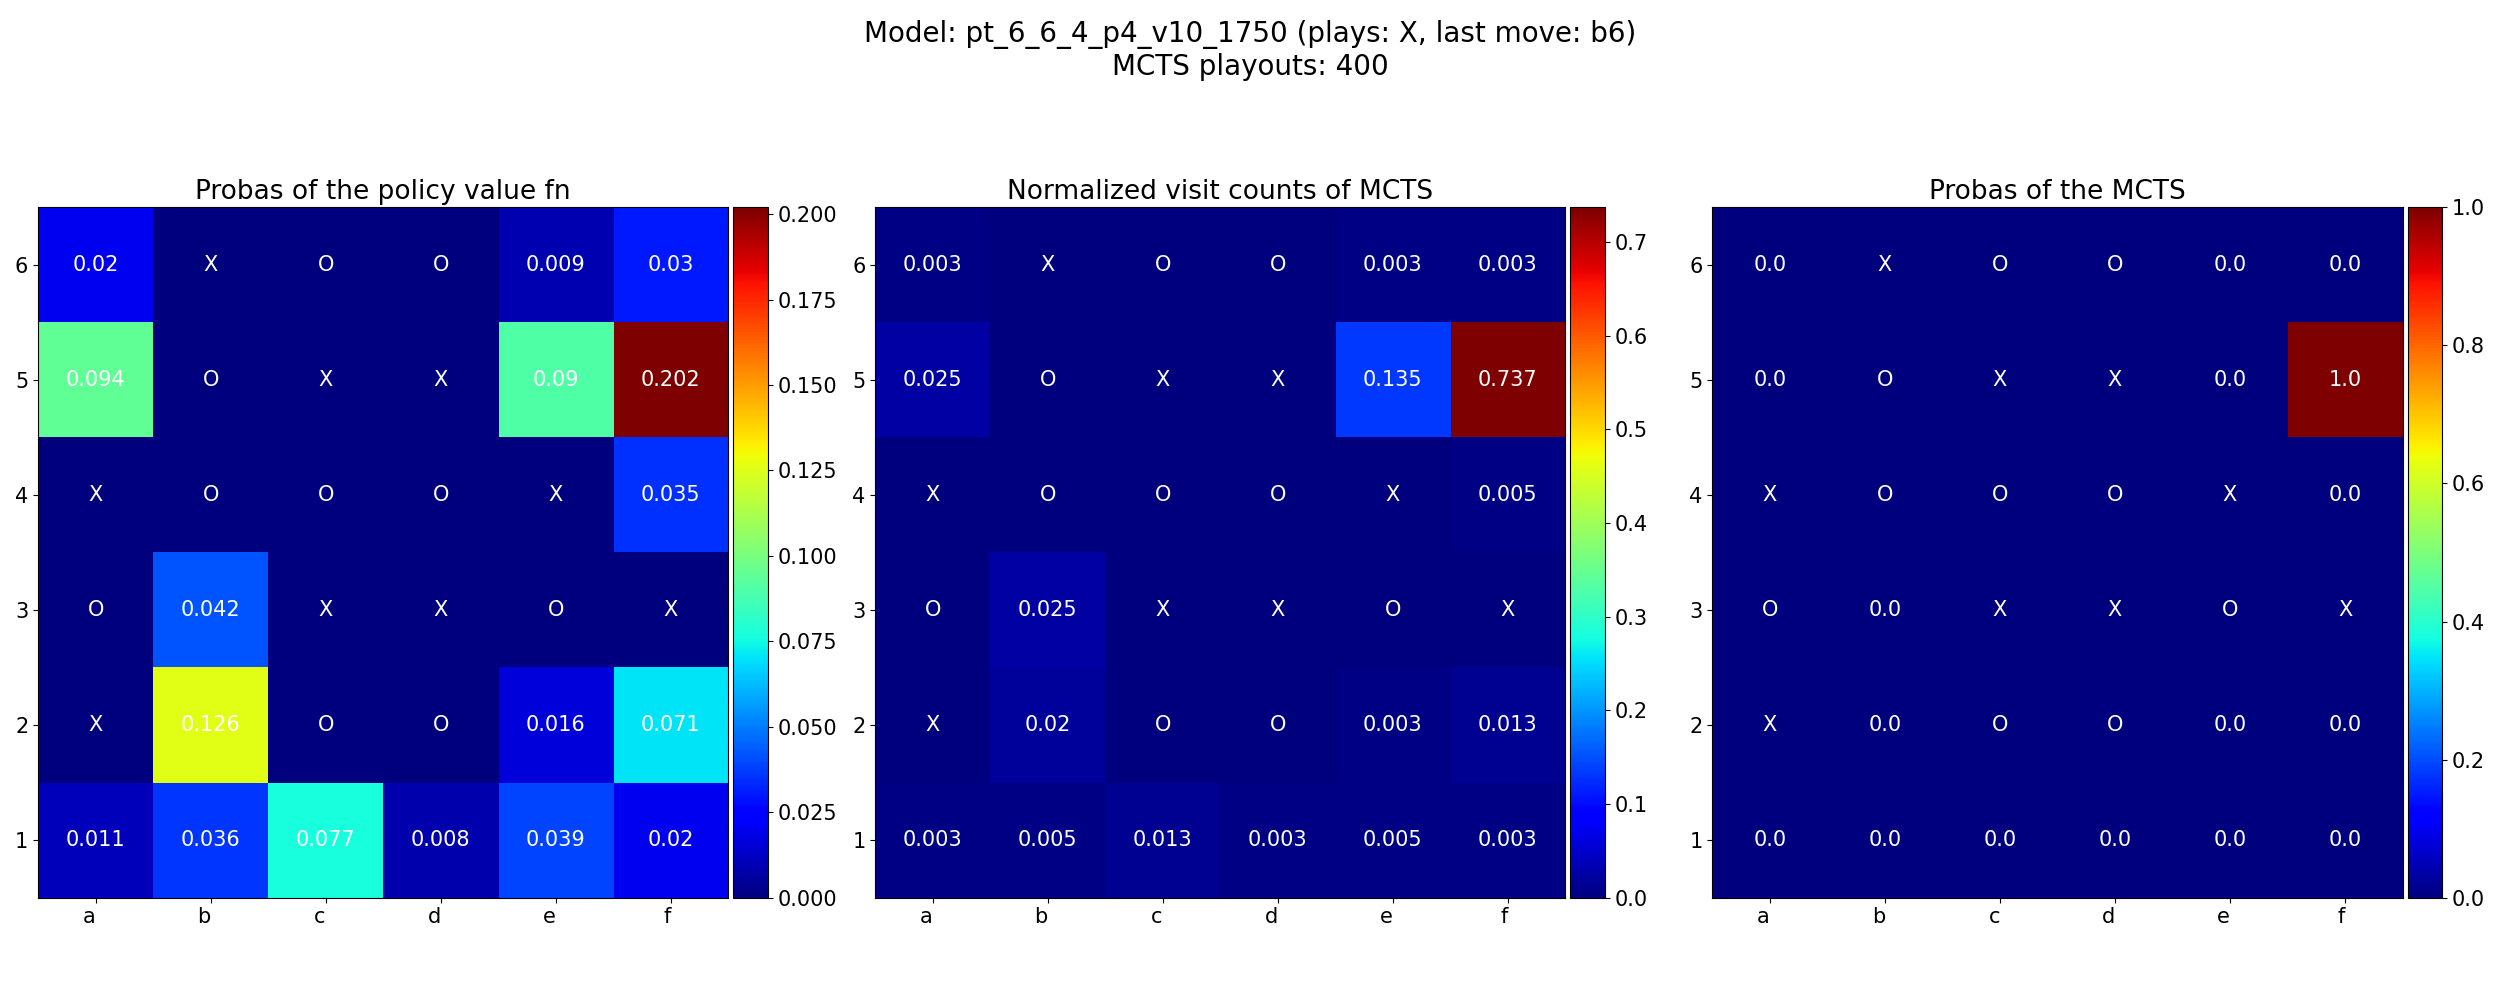 Model: pt_6_6_4_p4_v10_1750 (plays: X, last move: b6)
MCTS playouts: 400
Probas of the policy value fn
6 0.02 X O O 0.009 0.03
5 0.094 O X X 0.09 0.202
4 X O O O X 0.035
3 O 0.042 X X O X
2 X 0.126 O O 0.016 0.071
1 0.011 0.036 0.077 0.008 0.039 0.02
a b c d e f
0.200
0.175
0.150
0.125
0.100
0.075
0.050
0.025
0.000
Normalized visit counts of MCTS
6 0.003 X O O 0.003 0.003
5 0.025 O X X 0.135 0.737
4 X O O O X 0.005
3 O 0.025 X X O X
2 X 0.02 O O 0.003 0.013
1 0.003 0.005 0.013 0.003 0.005 0.003
a b c d e f
0.7
0.6
0.5
0.4
0.3
0.2
0.1
0.0
Probas of the MCTS
6 0.0 X O O 0.0 0.0
5 0.0 O X X 0.0 1.0
4 X O O O X 0.0
3 O 0.0 X X O X
2 X 0.0 O O 0.0 0.0
1 0.0 0.0 0.0 0.0 0.0 0.0
a b c d e f
1.0
0.8
0.6
0.4
0.2
0.0